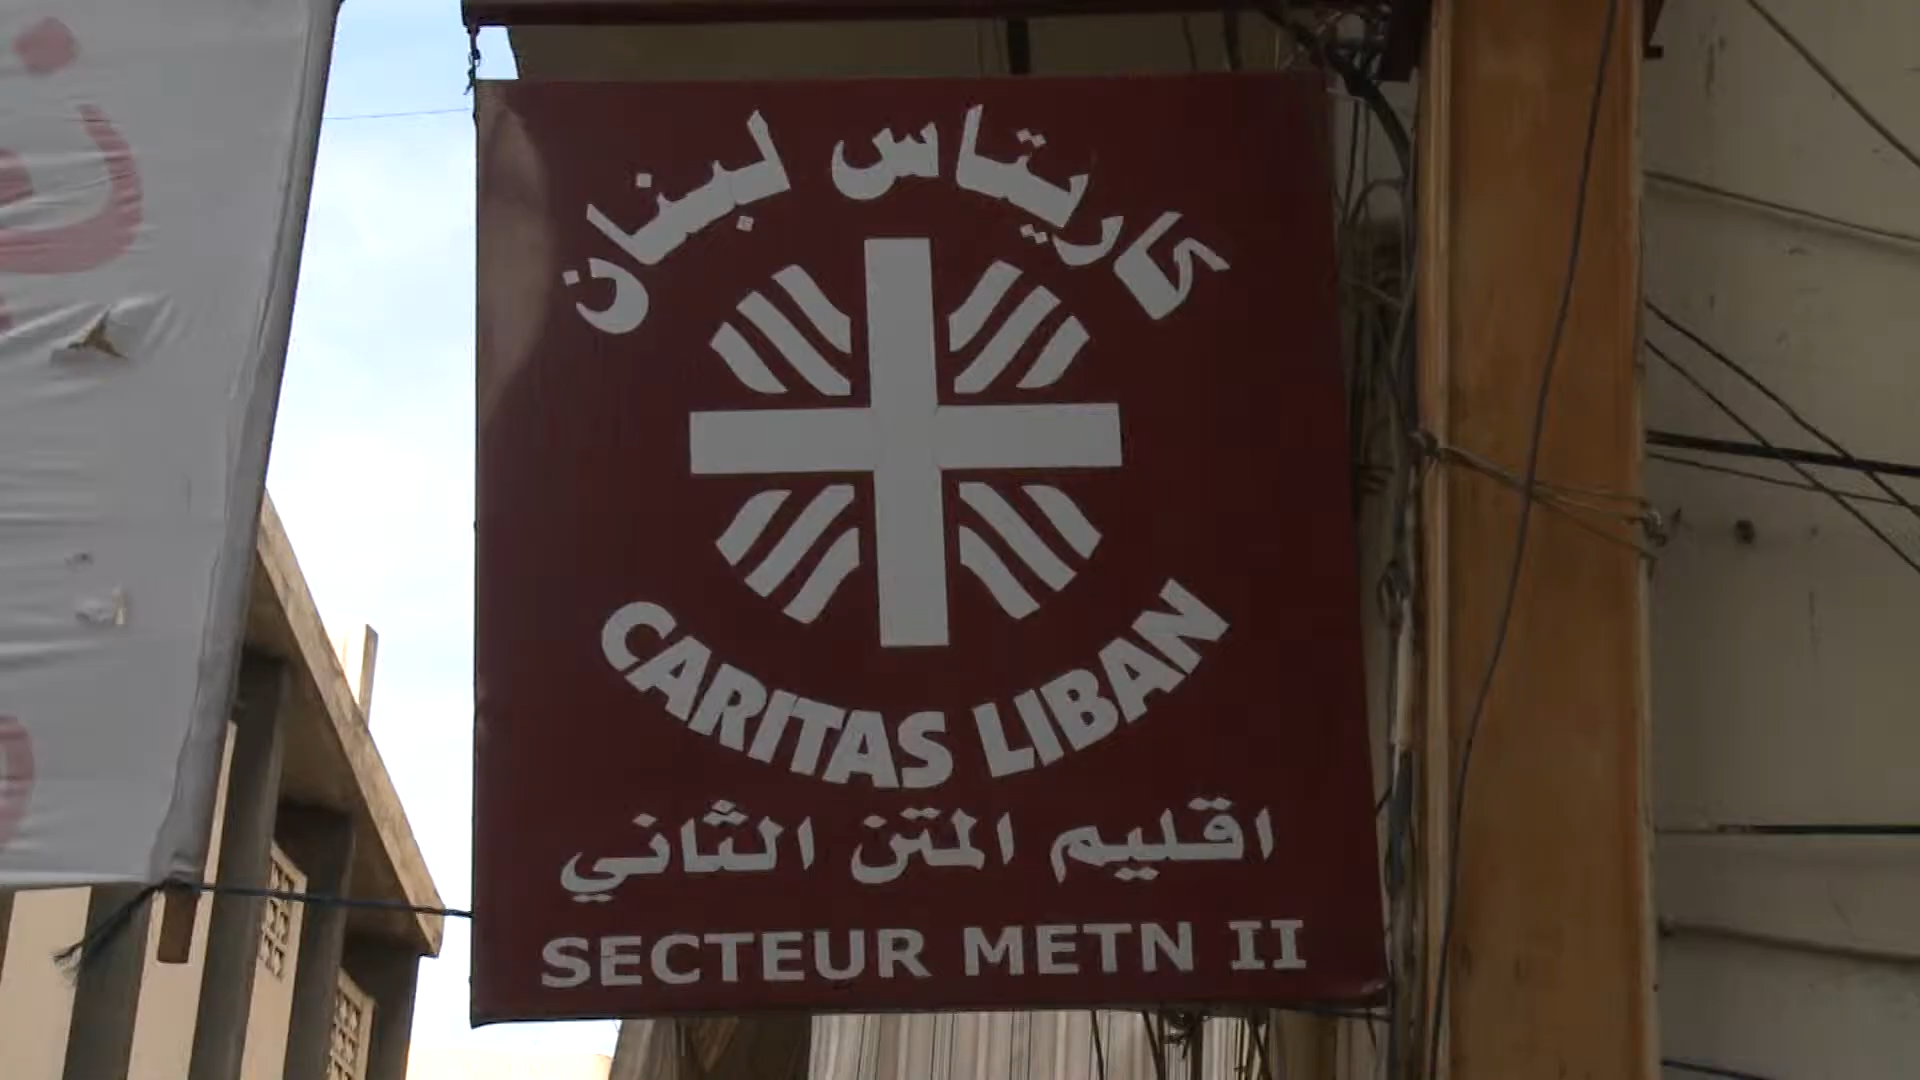 كاريتاس لبنان
CARITAS LIBAN
اقليم المتن الثاني
SECTEUR METN II